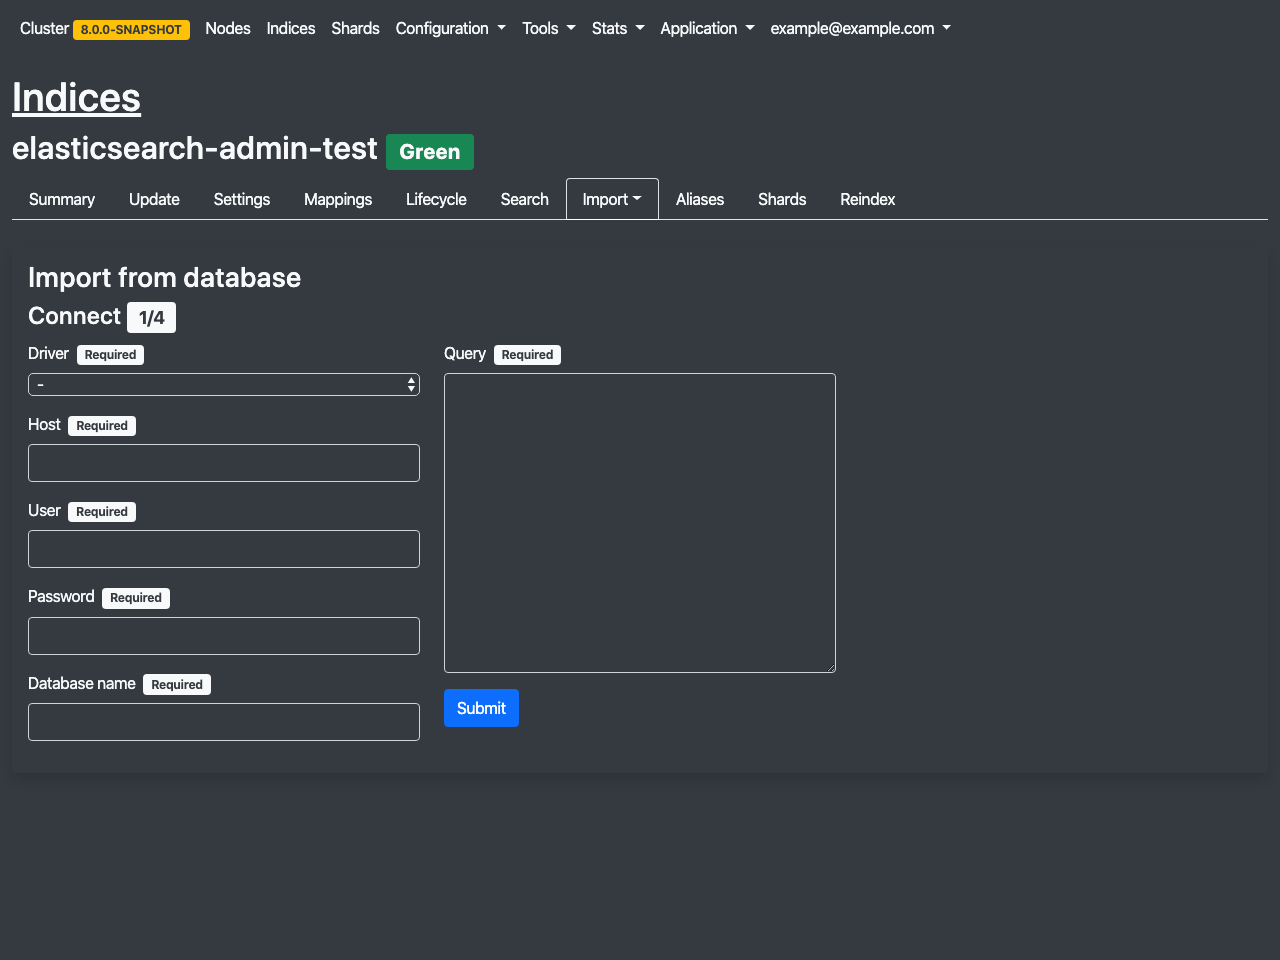 Cluster 8.0.0-SNAPSHOT Nodes Indices Shards Configuration Tools Stats Application example@example.com
Indices
elasticsearch-admin-test Green
Summary Update Settings Mappings Lifecycle Search Import Aliases Shards Reindex
Import from database
Connect 1/4
Driver Required
-
Host Required
User Required
Password Required
Database name Required
Query Required
Submit